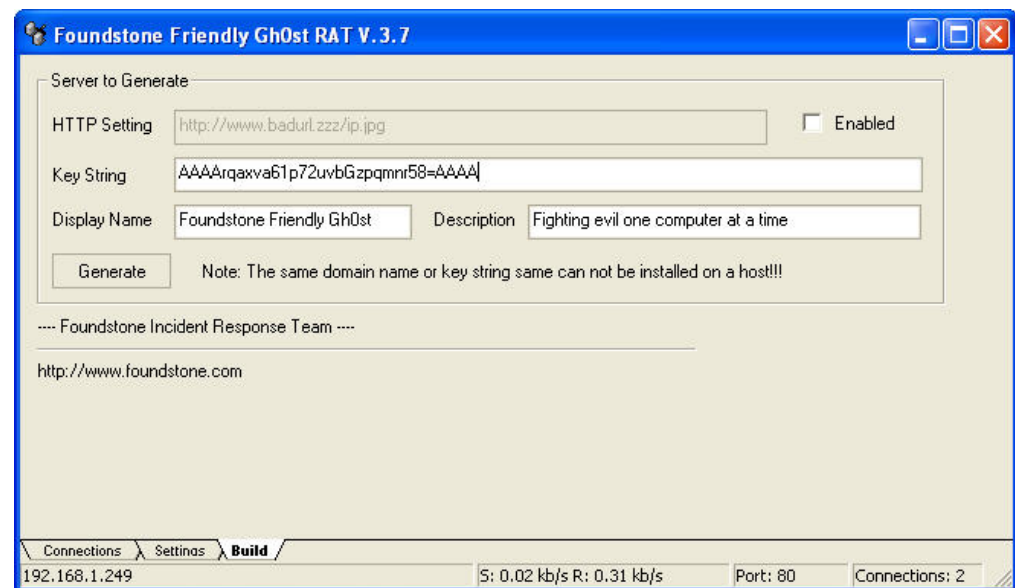 Foundstone Friendly Gh0st RAT V.3.7
Server to Generate
HTTP Setting http://www.badurl.zzz/ip.jpg Enabled
Key String AAAArqaxva61p72uvbGzpqmnr58=AAAA
Display Name Foundstone Friendly Gh0st Description Fighting evil one computer at a time
Generate Note: The same domain name or key string same can not be installed on a host!!!
---- Foundstone Incident Response Team ----
http://www.foundstone.com
Connections Settings Build
192.168.1.249 S: 0.02 kb/s R: 0.31 kb/s Port: 80 Connections: 2